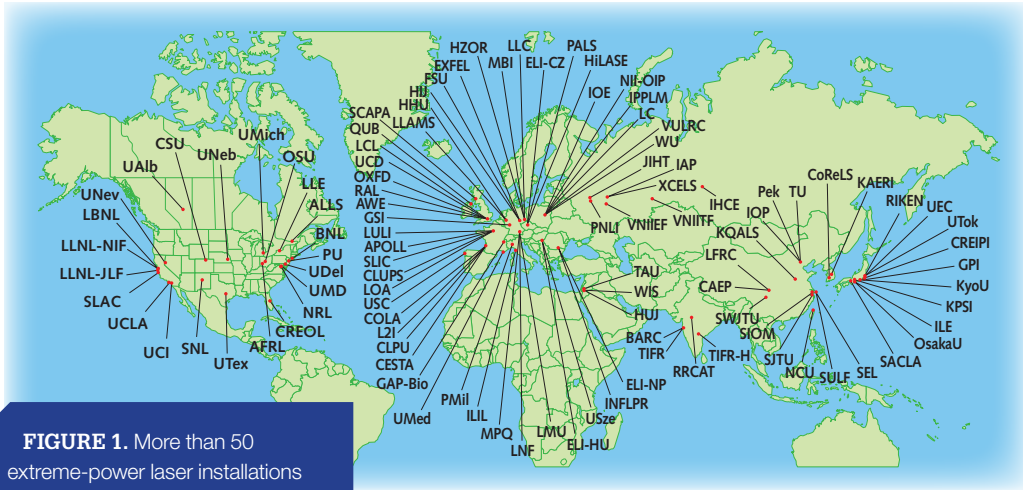 UMich
CSU
UNeb
OSU
UAlb
LLE
UNev
ALLS
LBNL
BNL
LLNL-NIF
PU
LLNL-JLF
UDel
UMD
SLAC
NRL
UCLA
CREOL
UCI
SNL
AFRL
UTex
HZOR
LLC
PALS
EXFEL
MBI
ELI-CZ
HiLASE
FSU
NII-OIP
HIJ
IOE
IPPLM
HHU
LC
SCAPA
LLAMS
VULRC
QUB
WU
LCL
JIHT
IAP
UCD
XCELS
OXFD
IHCE
RAL
AWE
PNLI
VNIIEF
VNIITF
GSI
LULI
APOLL
SLIC
CLUPS
LOA
USC
COLA
L2I
CLPU
CESTA
GAP-Bio
UMed
PMil
ILIL
MPQ
LNF
LMU
ELI-HU
USze
INFLPR
ELI-NP
TAU
WIS
HUJ
BARC
TIFR
RRCAT
TIFR-H
CoReLS
KAERI
Pek
TU
RIKEN
IOP
UEC
KQALS
UTok
LFRC
CREIPI
CAEP
GPI
KyoU
SWJTU
KPSI
SIOM
ILE
OsakaU
SJTU
SACLA
NCU
SULF
SEL
FIGURE 1. More than 50
extreme-power laser installations